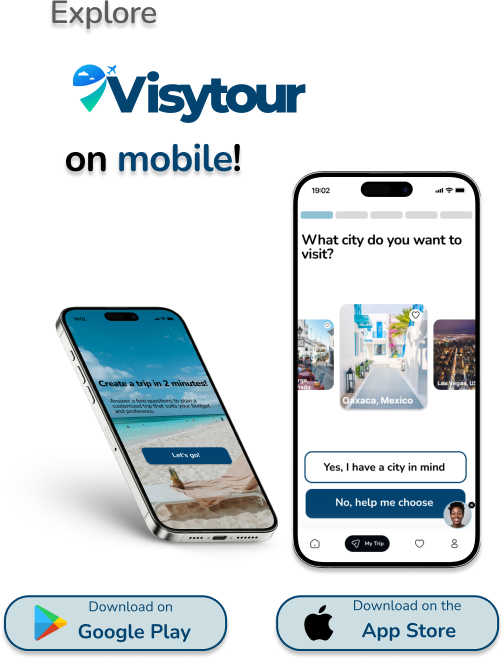 Explore
Visytour
on mobile!
19:02
What city do you want to
visit?
Oaxaca, Mexico
Las Vegas, US
Yes, I have a city in mind
No, help me choose
My Trip
19:02
Create a trip in 2 minutes!
Answer a few questions to plan a
customized trip that suits your budget
and preference.
Let's go!
Download on
Google Play
Download on the
App Store